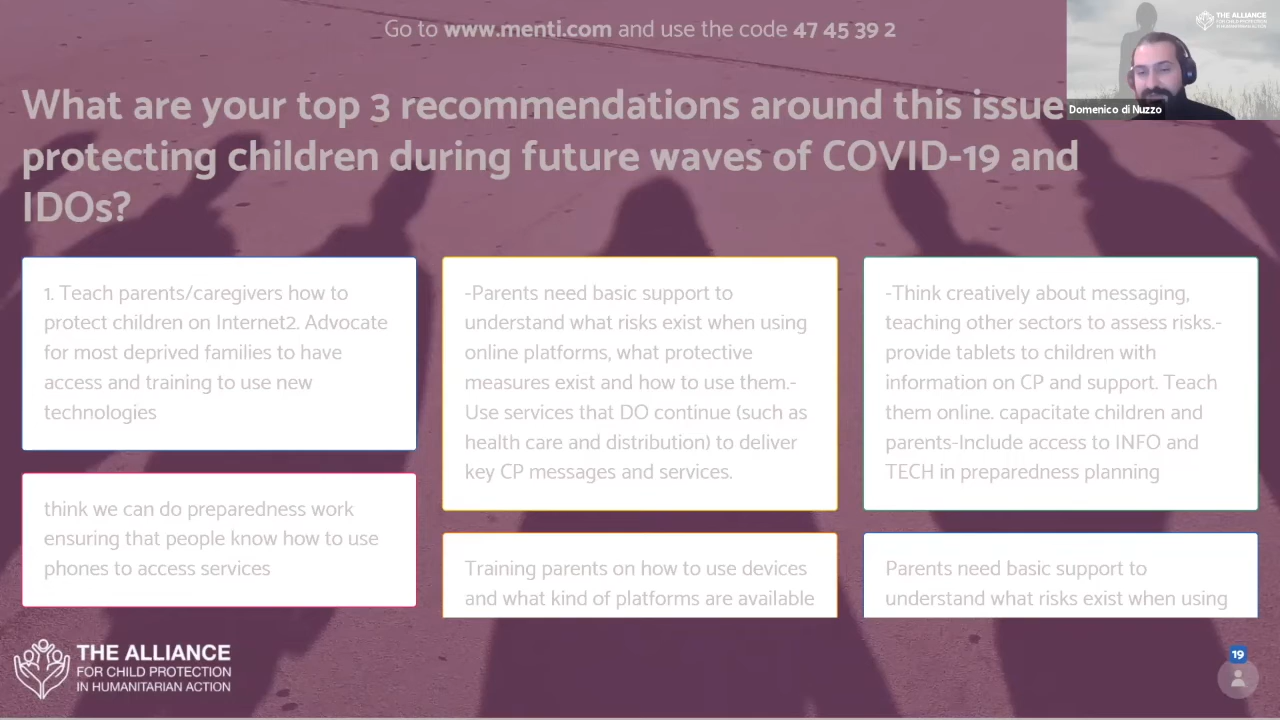 Go to www.menti.com and use the code 47 45 39 2
THE ALLIANCE
FOR CHILD PROTECTION
IN HUMANITARIAN ACTION
Domenico di Nuzzo
What are your top 3 recommendations around this issue
protecting children during future waves of COVID-19 and
IDOs?
1. Teach parents/caregivers how to
protect children on Internet2. Advocate
for most deprived families to have
access and training to use new
technologies
think we can do preparedness work
ensuring that people know how to use
phones to access services
-Parents need basic support to
understand what risks exist when using
online platforms, what protective
measures exist and how to use them.-
Use services that DO continue (such as
health care and distribution) to deliver
key CP messages and services.
Training parents on how to use devices
and what kind of platforms are available
-Think creatively about messaging,
teaching other sectors to assess risks.-
provide tablets to children with
information on CP and support. Teach
them online. capacitate children and
parents-Include access to INFO and
TECH in preparedness planning
Parents need basic support to
understand what risks exist when using
THE ALLIANCE
FOR CHILD PROTECTION
IN HUMANITARIAN ACTION
19